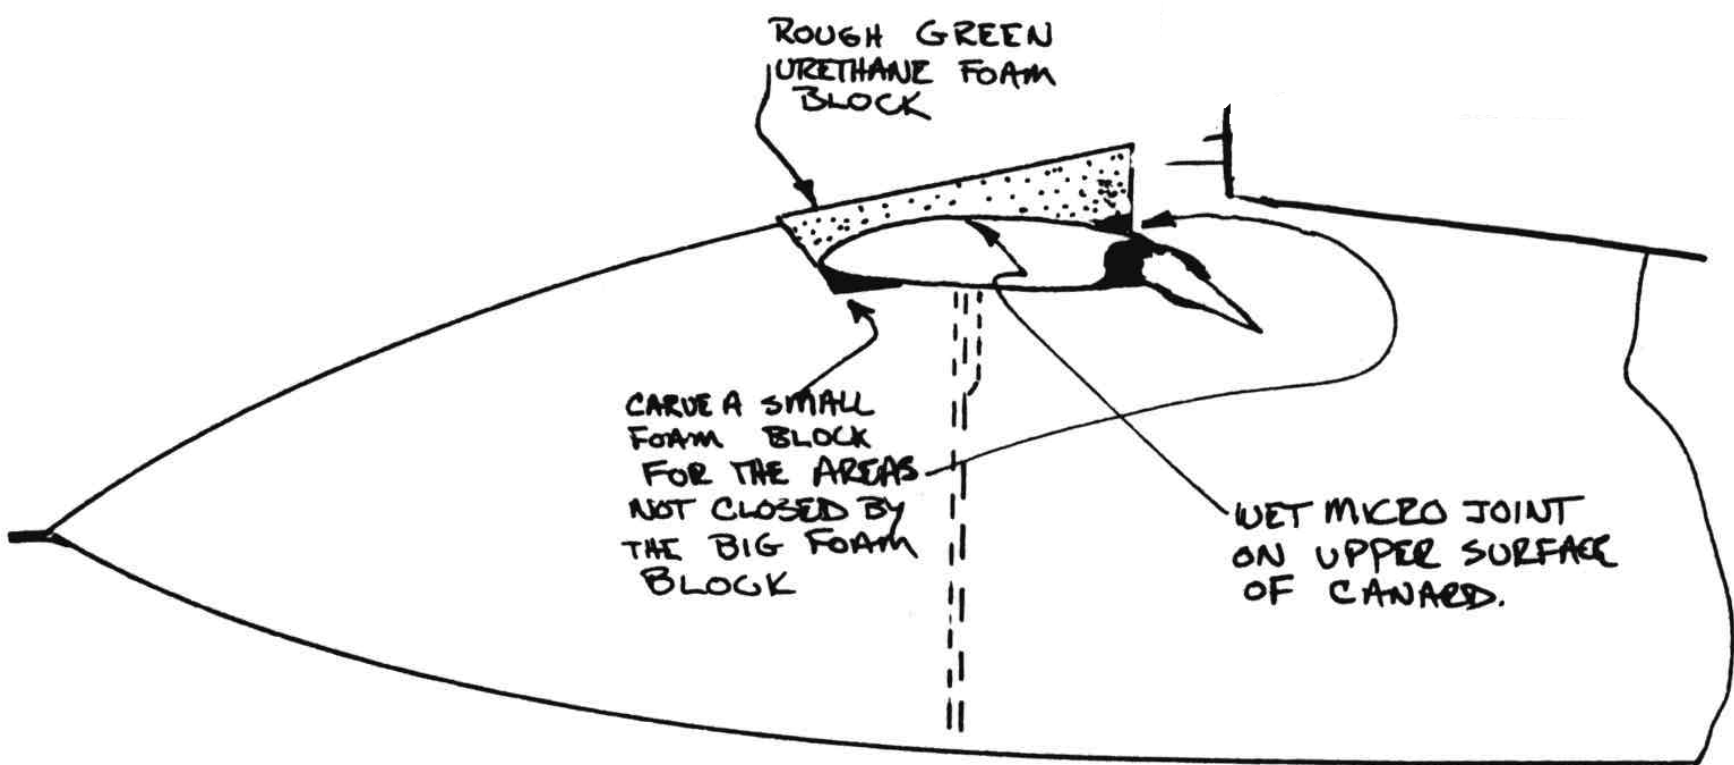 ROUGH GREEN
URETHANE FOAM
BLOCK
CARVE A SMALL
FOAM BLOCK
FOR THE AREAS
NOT CLOSED BY
THE BIG FOAM
BLOCK
WET MICRO JOINT
ON UPPER SURFACE
OF CANARD.